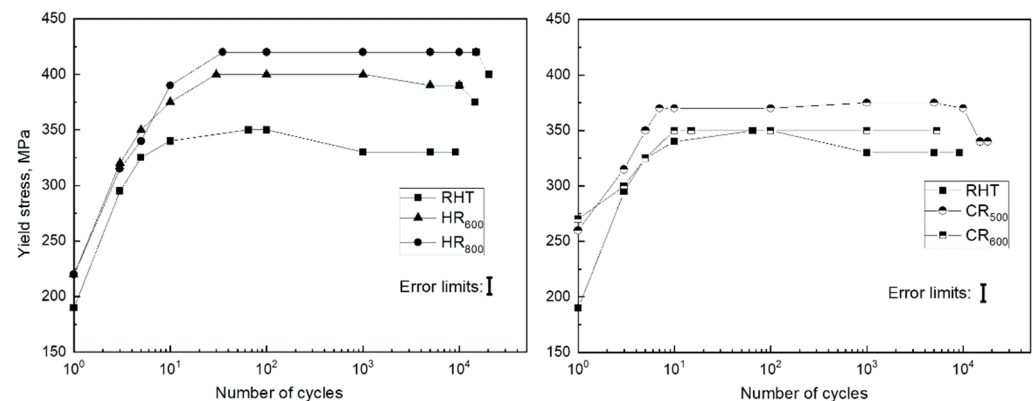 450
400
350
300
250
200
150
Yield stress, MPa
RHT
HR600
HR800
Error limits:
10^0 10^1 10^2 10^3 10^4
Number of cycles
450
400
350
300
250
200
150
RHT
CR500
CR600
Error limits:
10^0 10^1 10^2 10^3 10^4
Number of cycles